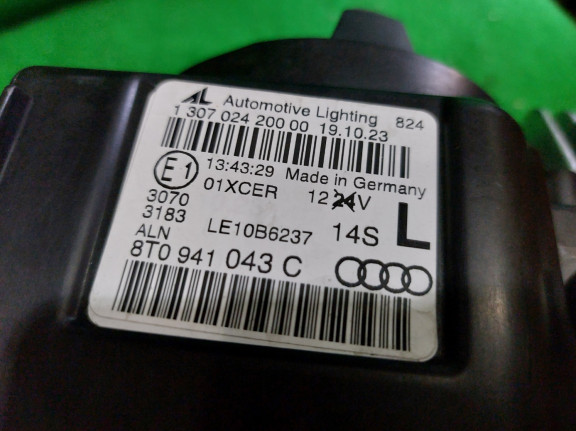 AL Automotive Lighting 824
1 307 024 200 00 19.10.23
E1 13:43:29 Made in Germany
01XCER 12 24V
3070
3183 LE10B6237 14S L
ALN
8T0 941 043 C